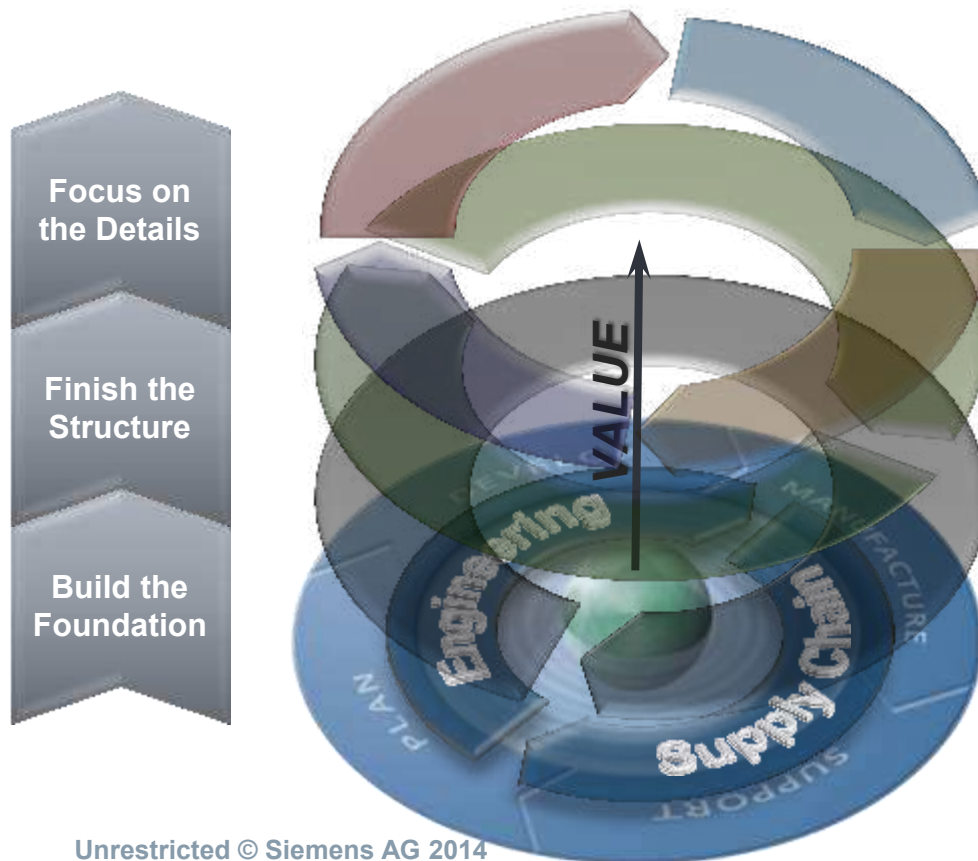 Focus on
the Details
Finish the
Structure
Build the
Foundation
VALUE
DEVELOP
MANUFACTURE
Engineering
Supply Chain
PLAN
SUPPORT
Unrestricted © Siemens AG 2014